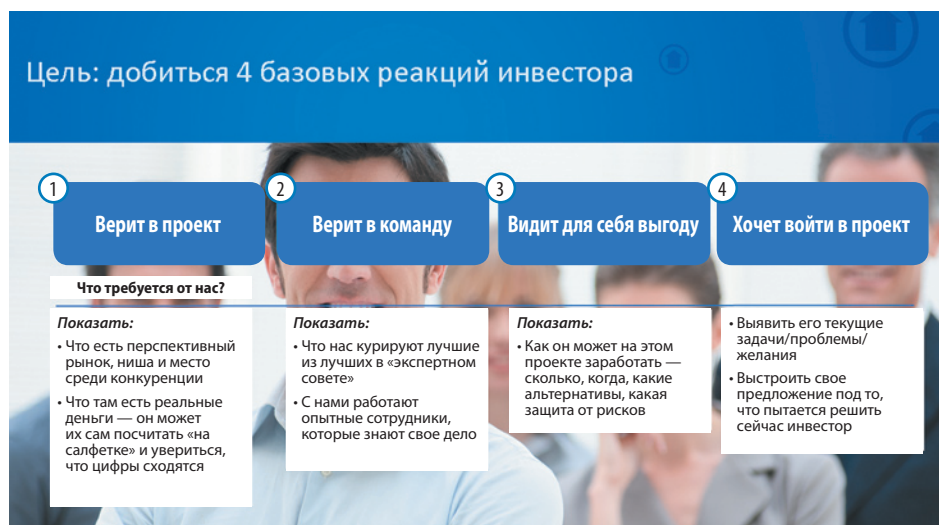 Цель: добиться 4 базовых реакций инвестора
1
Верит в проект
2
Верит в команду
3
Видит для себя выгоду
4
Хочет войти в проект
Что требуется от нас?
Показать:
• Что есть перспективный
рынок, ниша и место
среди конкуренции
• Что там есть реальные
деньги — он может
их сам посчитать «на
салфетке» и увериться,
что цифры сходятся
Показать:
• Что нас курируют лучшие
из лучших в «экспертном
совете»
• С нами работают
опытные сотрудники,
которые знают свое дело
Показать:
• Как он может на этом
проекте заработать —
сколько, когда, какие
альтернативы, какая
защита от рисков
• Выявить его текущие
задачи/проблемы/
желания
• Выстроить свое
предложение под то,
что пытается решить
сейчас инвестор